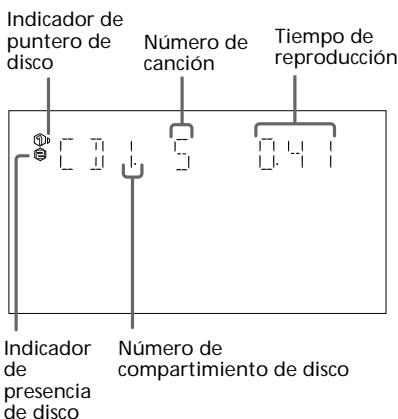 Indicador de
puntero de
disco
Número de
canción
Tiempo de
reproducción
CD 1. 5 0.41
Indicador
de
presencia
de disco
Número de
compartimiento de disco